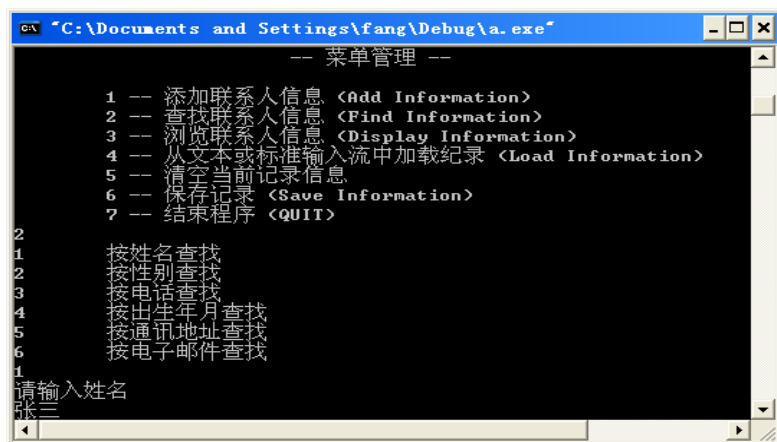 "C:\Documents and Settings\fang\Debug\a.exe"
-- 菜单管理 --
1 -- 添加联系人信息 (Add Information)
2 -- 查找联系人信息 (Find Information)
3 -- 浏览联系人信息 (Display Information)
4 -- 从文本或标准输入流中加载纪录 (Load Information)
5 -- 清空当前记录信息
6 -- 保存记录 (Save Information)
7 -- 结束程序 (QUIT)
2
1 按姓名查找
2 按性别查找
3 按电话查找
4 按出生年月查找
5 按通讯地址查找
6 按电子邮件查找
1
请输入姓名
张三